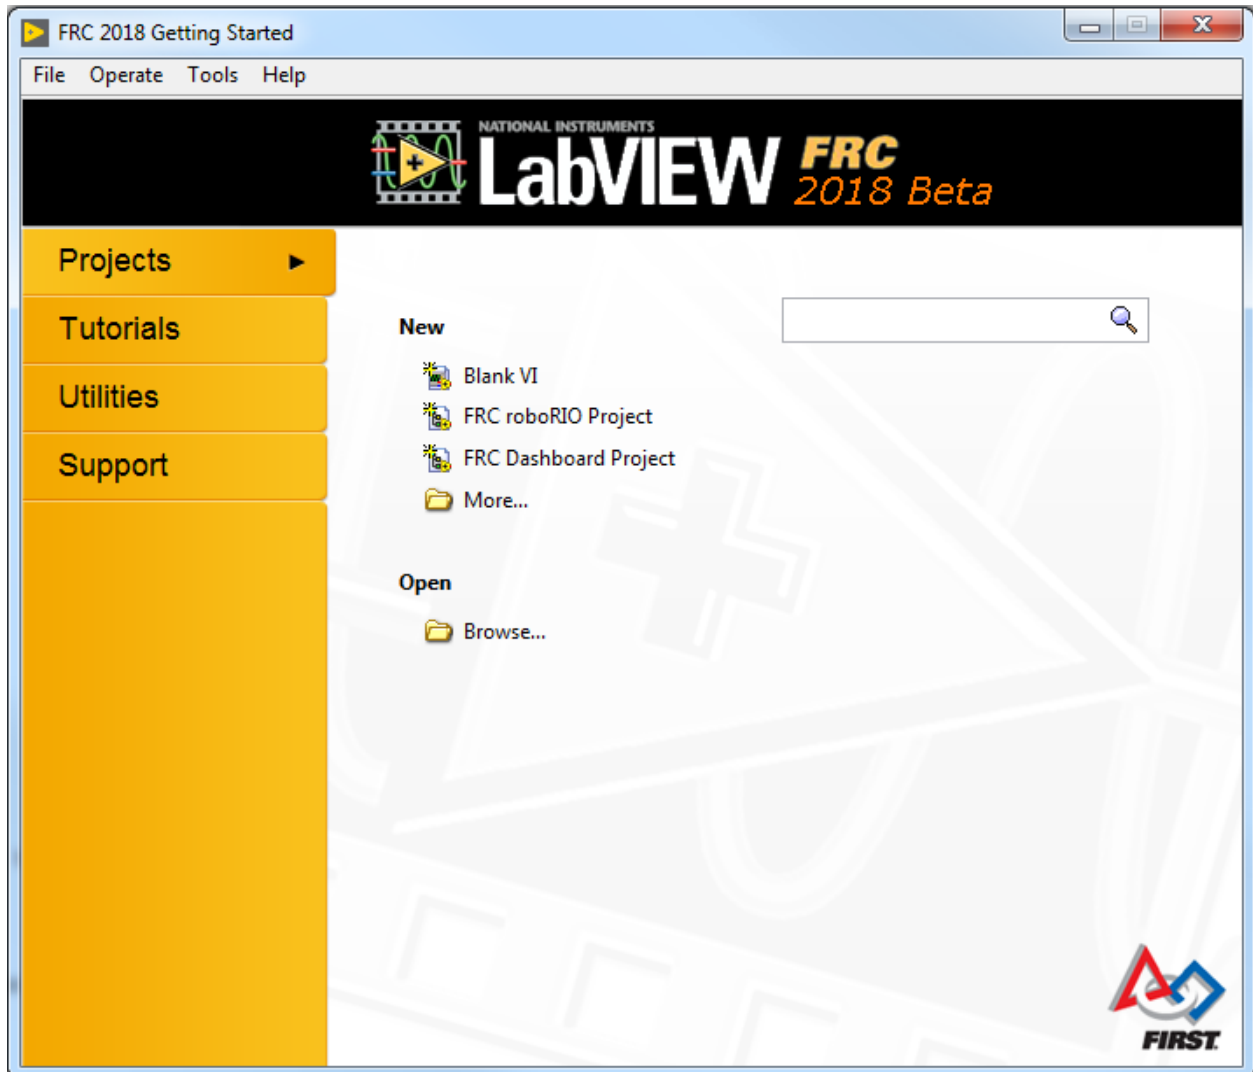 FRC 2018 Getting Started
File Operate Tools Help
NATIONAL INSTRUMENTS
LabVIEW FRC
2018 Beta
Projects
Tutorials
Utilities
Support
New
Blank VI
FRC roboRIO Project
FRC Dashboard Project
More...
Open
Browse...
FIRST